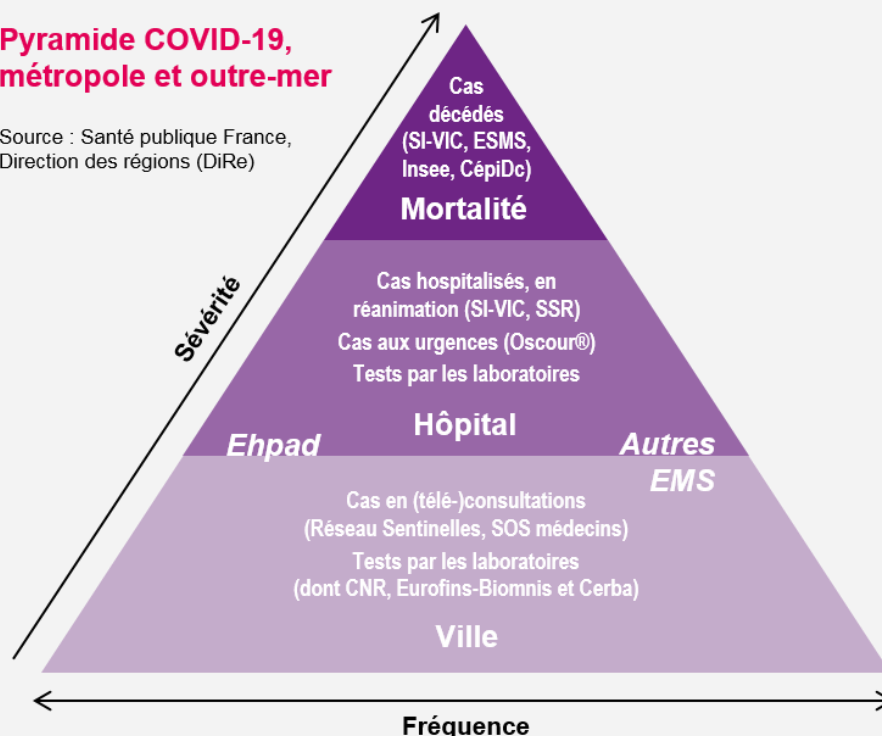 Pyramide COVID-19,
métropole et outre-mer
Source : Santé publique France,
Direction des régions (DiRe)
Cas
décédés
(SI-VIC, ESMS,
Insee, CépiDc)
Mortalité
Sévérité
Cas hospitalisés, en
réanimation (SI-VIC, SSR)
Cas aux urgences (Oscour®)
Tests par les laboratoires
Hôpital
Ehpad
Autres
EMS
Cas en (télé-)consultations
(Réseau Sentinelles, SOS médecins)
Tests par les laboratoires
(dont CNR, Eurofins-Biomnis et Cerba)
Ville
Fréquence